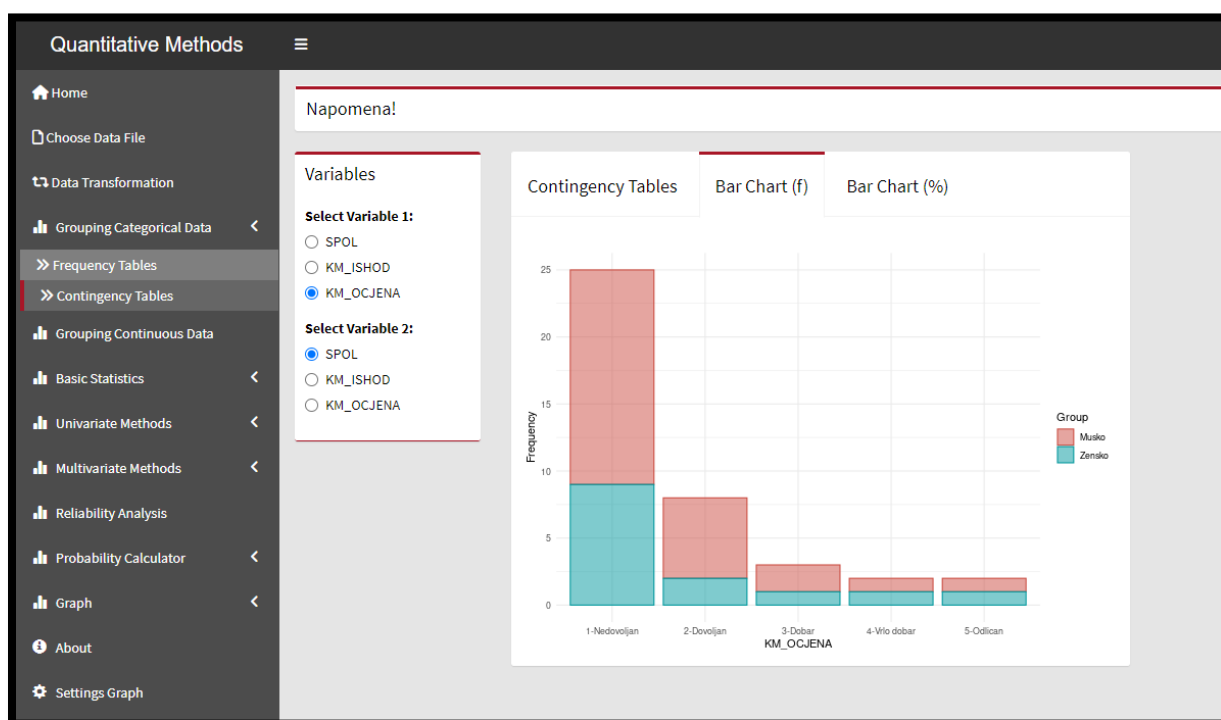 Quantitative Methods
Home
Choose Data File
Data Transformation
Grouping Categorical Data
Frequency Tables
Contingency Tables
Grouping Continuous Data
Basic Statistics
Univariate Methods
Multivariate Methods
Reliability Analysis
Probability Calculator
Graph
About
Settings Graph
Napomena!
Variables
Select Variable 1:
SPOL
KM_ISHOD
KM_OCJENA
Select Variable 2:
SPOL
KM_ISHOD
KM_OCJENA
Contingency Tables Bar Chart (f) Bar Chart (%)
Frequency
25
20
15
10
5
0
1-Nedovoljan 2-Dovoljan 3-Dobar 4-Vrlo dobar 5-Odlican
KM_OCJENA
Group
Musko
Zensko